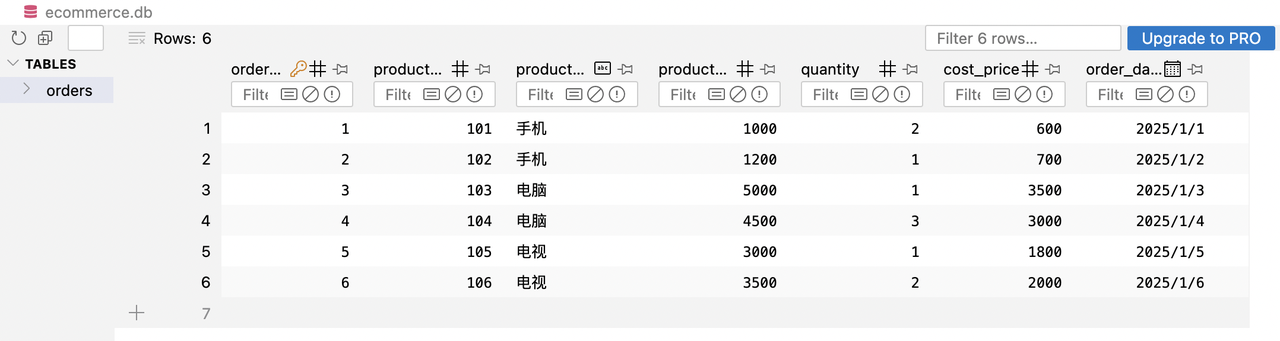 ecommerce.db
Rows: 6
Filter 6 rows...
Upgrade to PRO
TABLES
orders
order... product... product... product... quantity cost_price order_da...
Filte Filte Filte Filte Filte Filte Filte
1 1 101 手机 1000 2 600 2025/1/1
2 2 102 手机 1200 1 700 2025/1/2
3 3 103 电脑 5000 1 3500 2025/1/3
4 4 104 电脑 4500 3 3000 2025/1/4
5 5 105 电视 3000 1 1800 2025/1/5
6 6 106 电视 3500 2 2000 2025/1/6
7